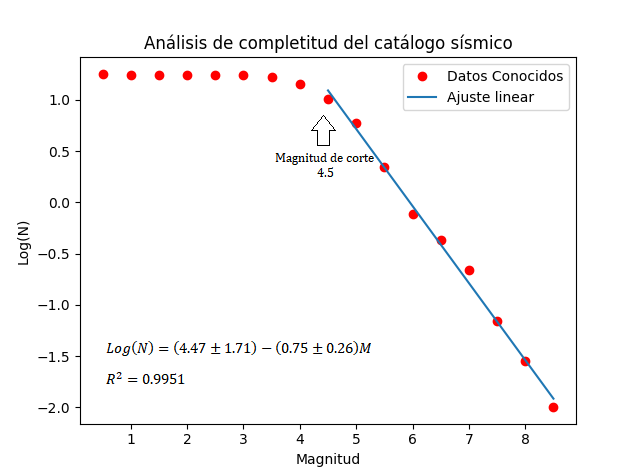 Análisis de completitud del catálogo sísmico
Datos Conocidos
Ajuste linear
Log(N)
1.0
0.5
0.0
−0.5
−1.0
−1.5
−2.0
Magnitud de corte
4.5
Log(N) = (4.47 ± 1.71) − (0.75 ± 0.26)M
R² = 0.9951
1 2 3 4 5 6 7 8
Magnitud